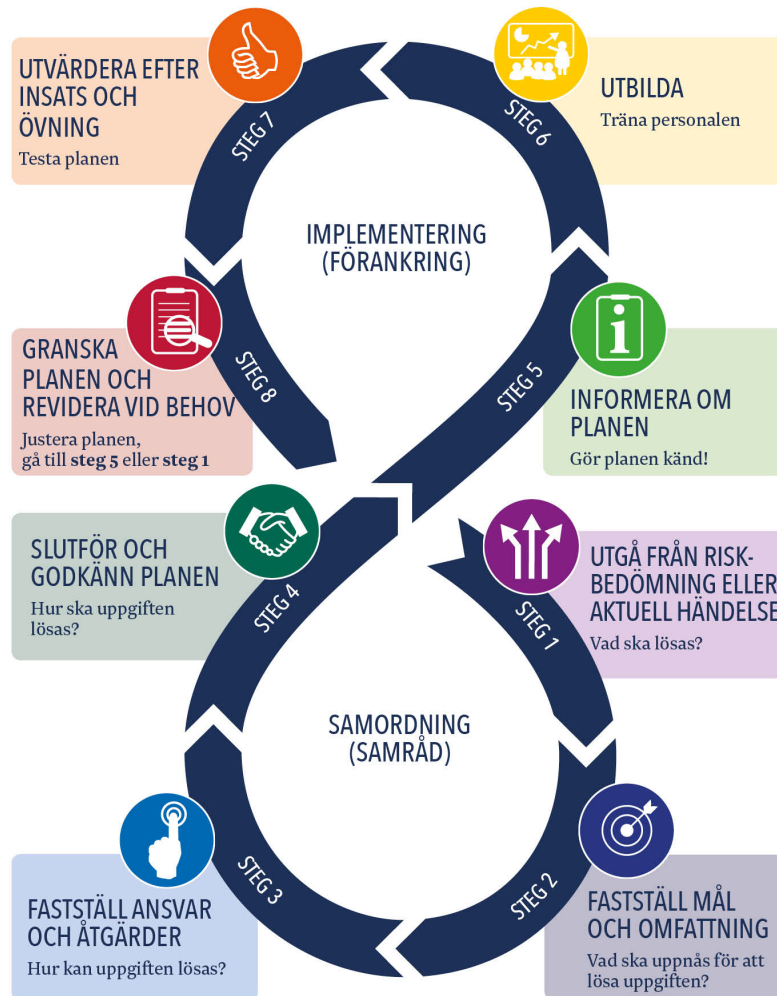 UTVÄRDERA EFTER
INSATS OCH
ÖVNING
Testa planen
STEG 7
UTBILDA
Träna personalen
STEG 6
IMPLEMENTERING
(FÖRANKRING)
GRANSKA
PLANEN OCH
REVIDERA VID BEHOV
Justera planen,
gå till steg 5 eller steg 1
STEG 8
STEG 5
INFORMERA OM
PLANEN
Gör planen känd!
SLUTFÖR OCH
GODKÄNN PLANEN
Hur ska uppgiften
lösas?
STEG 4
STEG 1
UTGÅ FRÅN RISK-
BEDÖMNING ELLER
AKTUELL HÄNDELSE
Vad ska lösas?
SAMORDNING
(SAMRÅD)
FASTSTÄLL ANSVAR
OCH ÅTGÄRDER
Hur kan uppgiften lösas?
STEG 3
STEG 2
FASTSTÄLL MÅL
OCH OMFATTNING
Vad ska uppnås för att
lösa uppgiften?